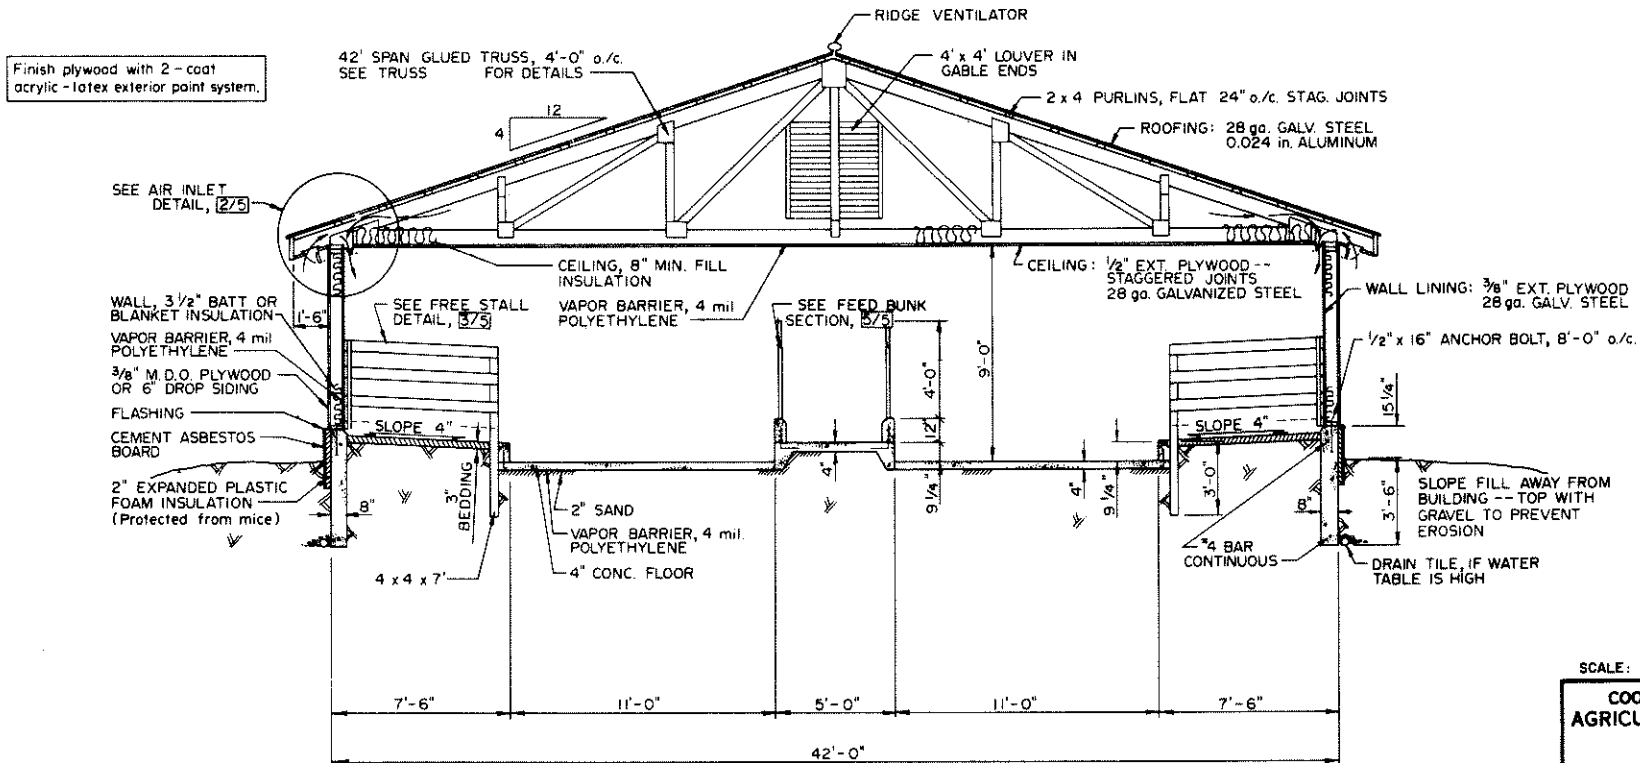 RIDGE VENTILATOR
Finish plywood with 2-coat
acrylic-latex exterior paint system.
42' SPAN GLUED TRUSS, 4'-0" o/c.
SEE TRUSS FOR DETAILS
4' x 4' LOUVER IN
GABLE ENDS
2 x 4 PURLINS, FLAT 24" o/c. STAG. JOINTS
12
4
ROOFING: 28 ga. GALV. STEEL
0.024 in. ALUMINUM
SEE AIR INLET
DETAIL, 2/5
CEILING, 8" MIN. FILL
INSULATION
CEILING: 1/2" EXT. PLYWOOD --
STAGGERED JOINTS
28 ga. GALVANIZED STEEL
WALL LINING: 3/8" EXT. PLYWOOD
28 ga. GALV. STEEL
WALL, 3 1/2" BATT OR
BLANKET INSULATION
1'-6"
SEE FREE STALL
DETAIL, 3/5
VAPOR BARRIER, 4 mil
POLYETHYLENE
SEE FEED BUNK
SECTION, 5/5
VAPOR BARRIER, 4 mil
POLYETHYLENE
1/2" x 16" ANCHOR BOLT, 8'-0" o/c.
9'-0"
4'-0"
3/8" M.D.O. PLYWOOD
OR 6" DROP SIDING
15 1/4"
FLASHING
SLOPE 4"
12"
SLOPE 4"
CEMENT ASBESTOS
BOARD
4"
9 1/4"
4"
9 1/4"
3'-0"
2" EXPANDED PLASTIC
FOAM INSULATION
(Protected from mice)
8"
3"
BEDDING
2" SAND
VAPOR BARRIER, 4 mil.
POLYETHYLENE
4" CONC. FLOOR
4 x 4 x 7'
8"
3'-6"
SLOPE FILL AWAY FROM
BUILDING -- TOP WITH
GRAVEL TO PREVENT
EROSION
#4 BAR
CONTINUOUS
DRAIN TILE, IF WATER
TABLE IS HIGH
7'-6"
11'-0"
5'-0"
11'-0"
7'-6"
42'-0"
SCALE:
COO
AGRICU